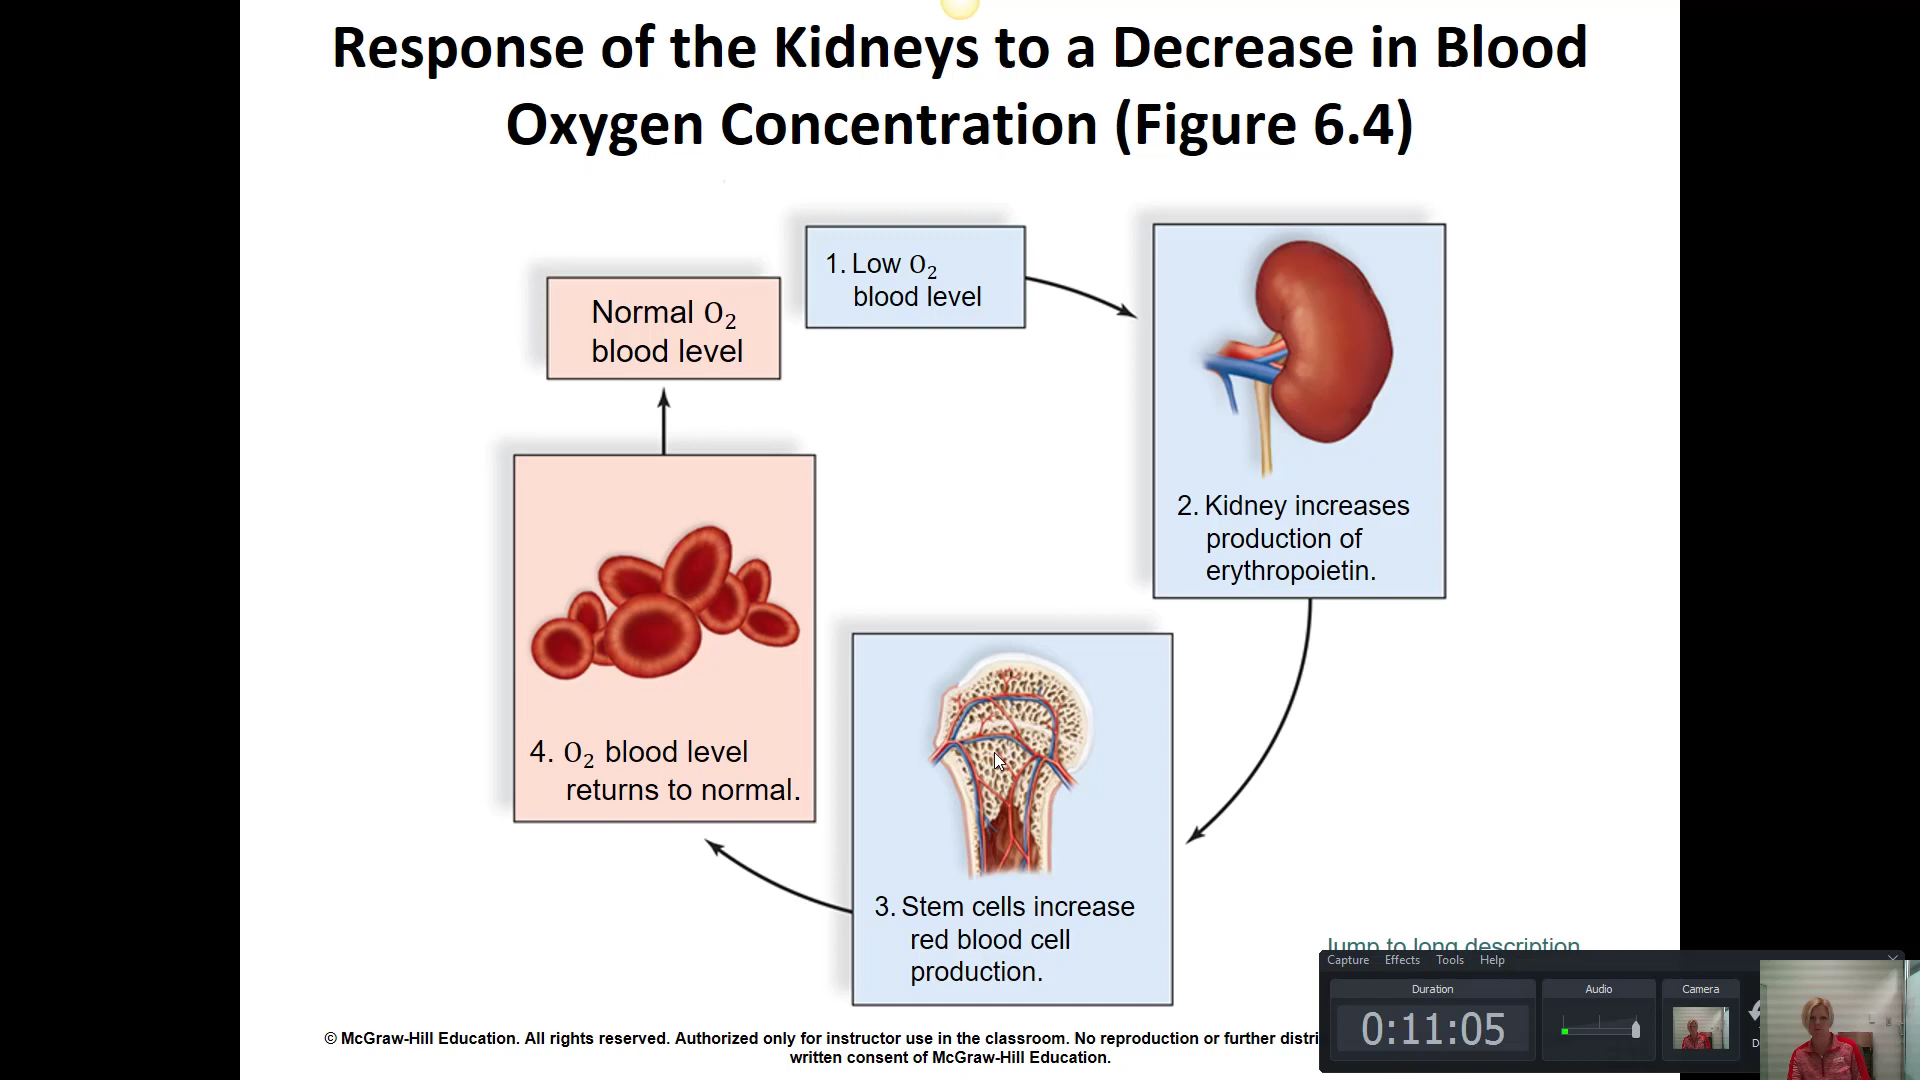 Response of the Kidneys to a Decrease in Blood
Oxygen Concentration (Figure 6.4)
1. Low O₂
blood level
Normal O₂
blood level
2. Kidney increases
production of
erythropoietin.
4. O₂ blood level
returns to normal.
3. Stem cells increase
red blood cell
production.
Jump to long description
Capture Effects Tools Help
Duration Audio Camera
0:11:05
© McGraw-Hill Education. All rights reserved. Authorized only for instructor use in the classroom. No reproduction or further
written consent of McGraw-Hill Education.